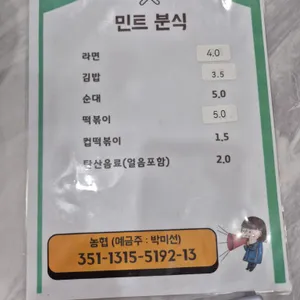 민트 분식
라면 4.0
김밥 3.5
순대 5.0
떡볶이 5.0
컵떡볶이 1.5
탄산음료(얼음포함) 2.0
농협 (예금주 : 박미선)
351-1315-5192-13